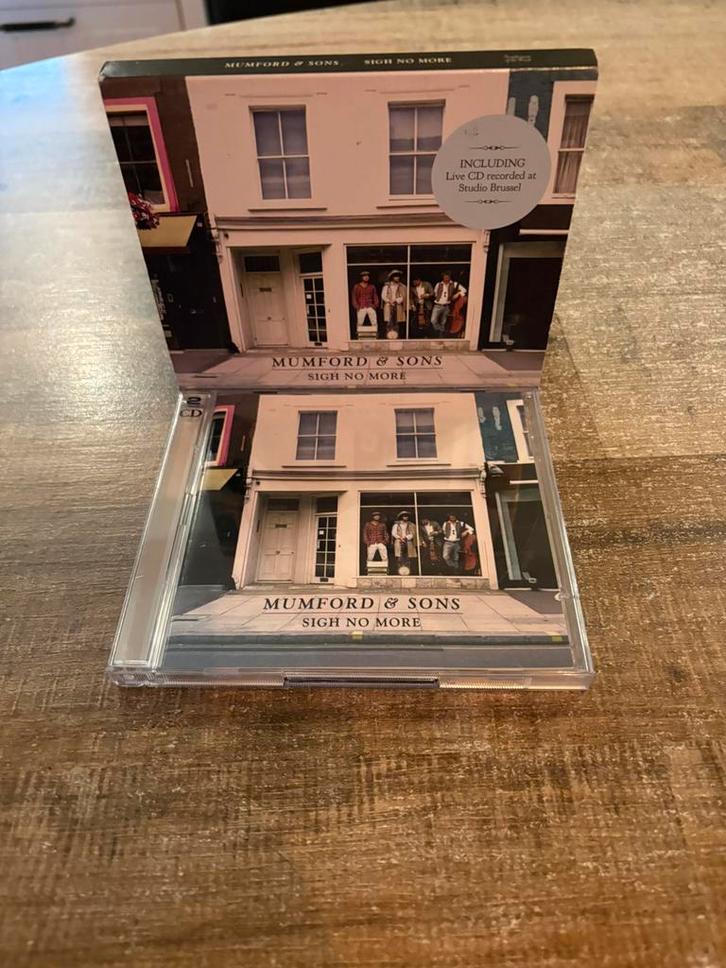 MUMFORD & SONS SIGH NO MORE
INCLUDING
Live CD recorded at
Studio Brussel
MUMFORD & SONS
SIGH NO MORE
2
CD
MUMFORD & SONS
SIGH NO MORE